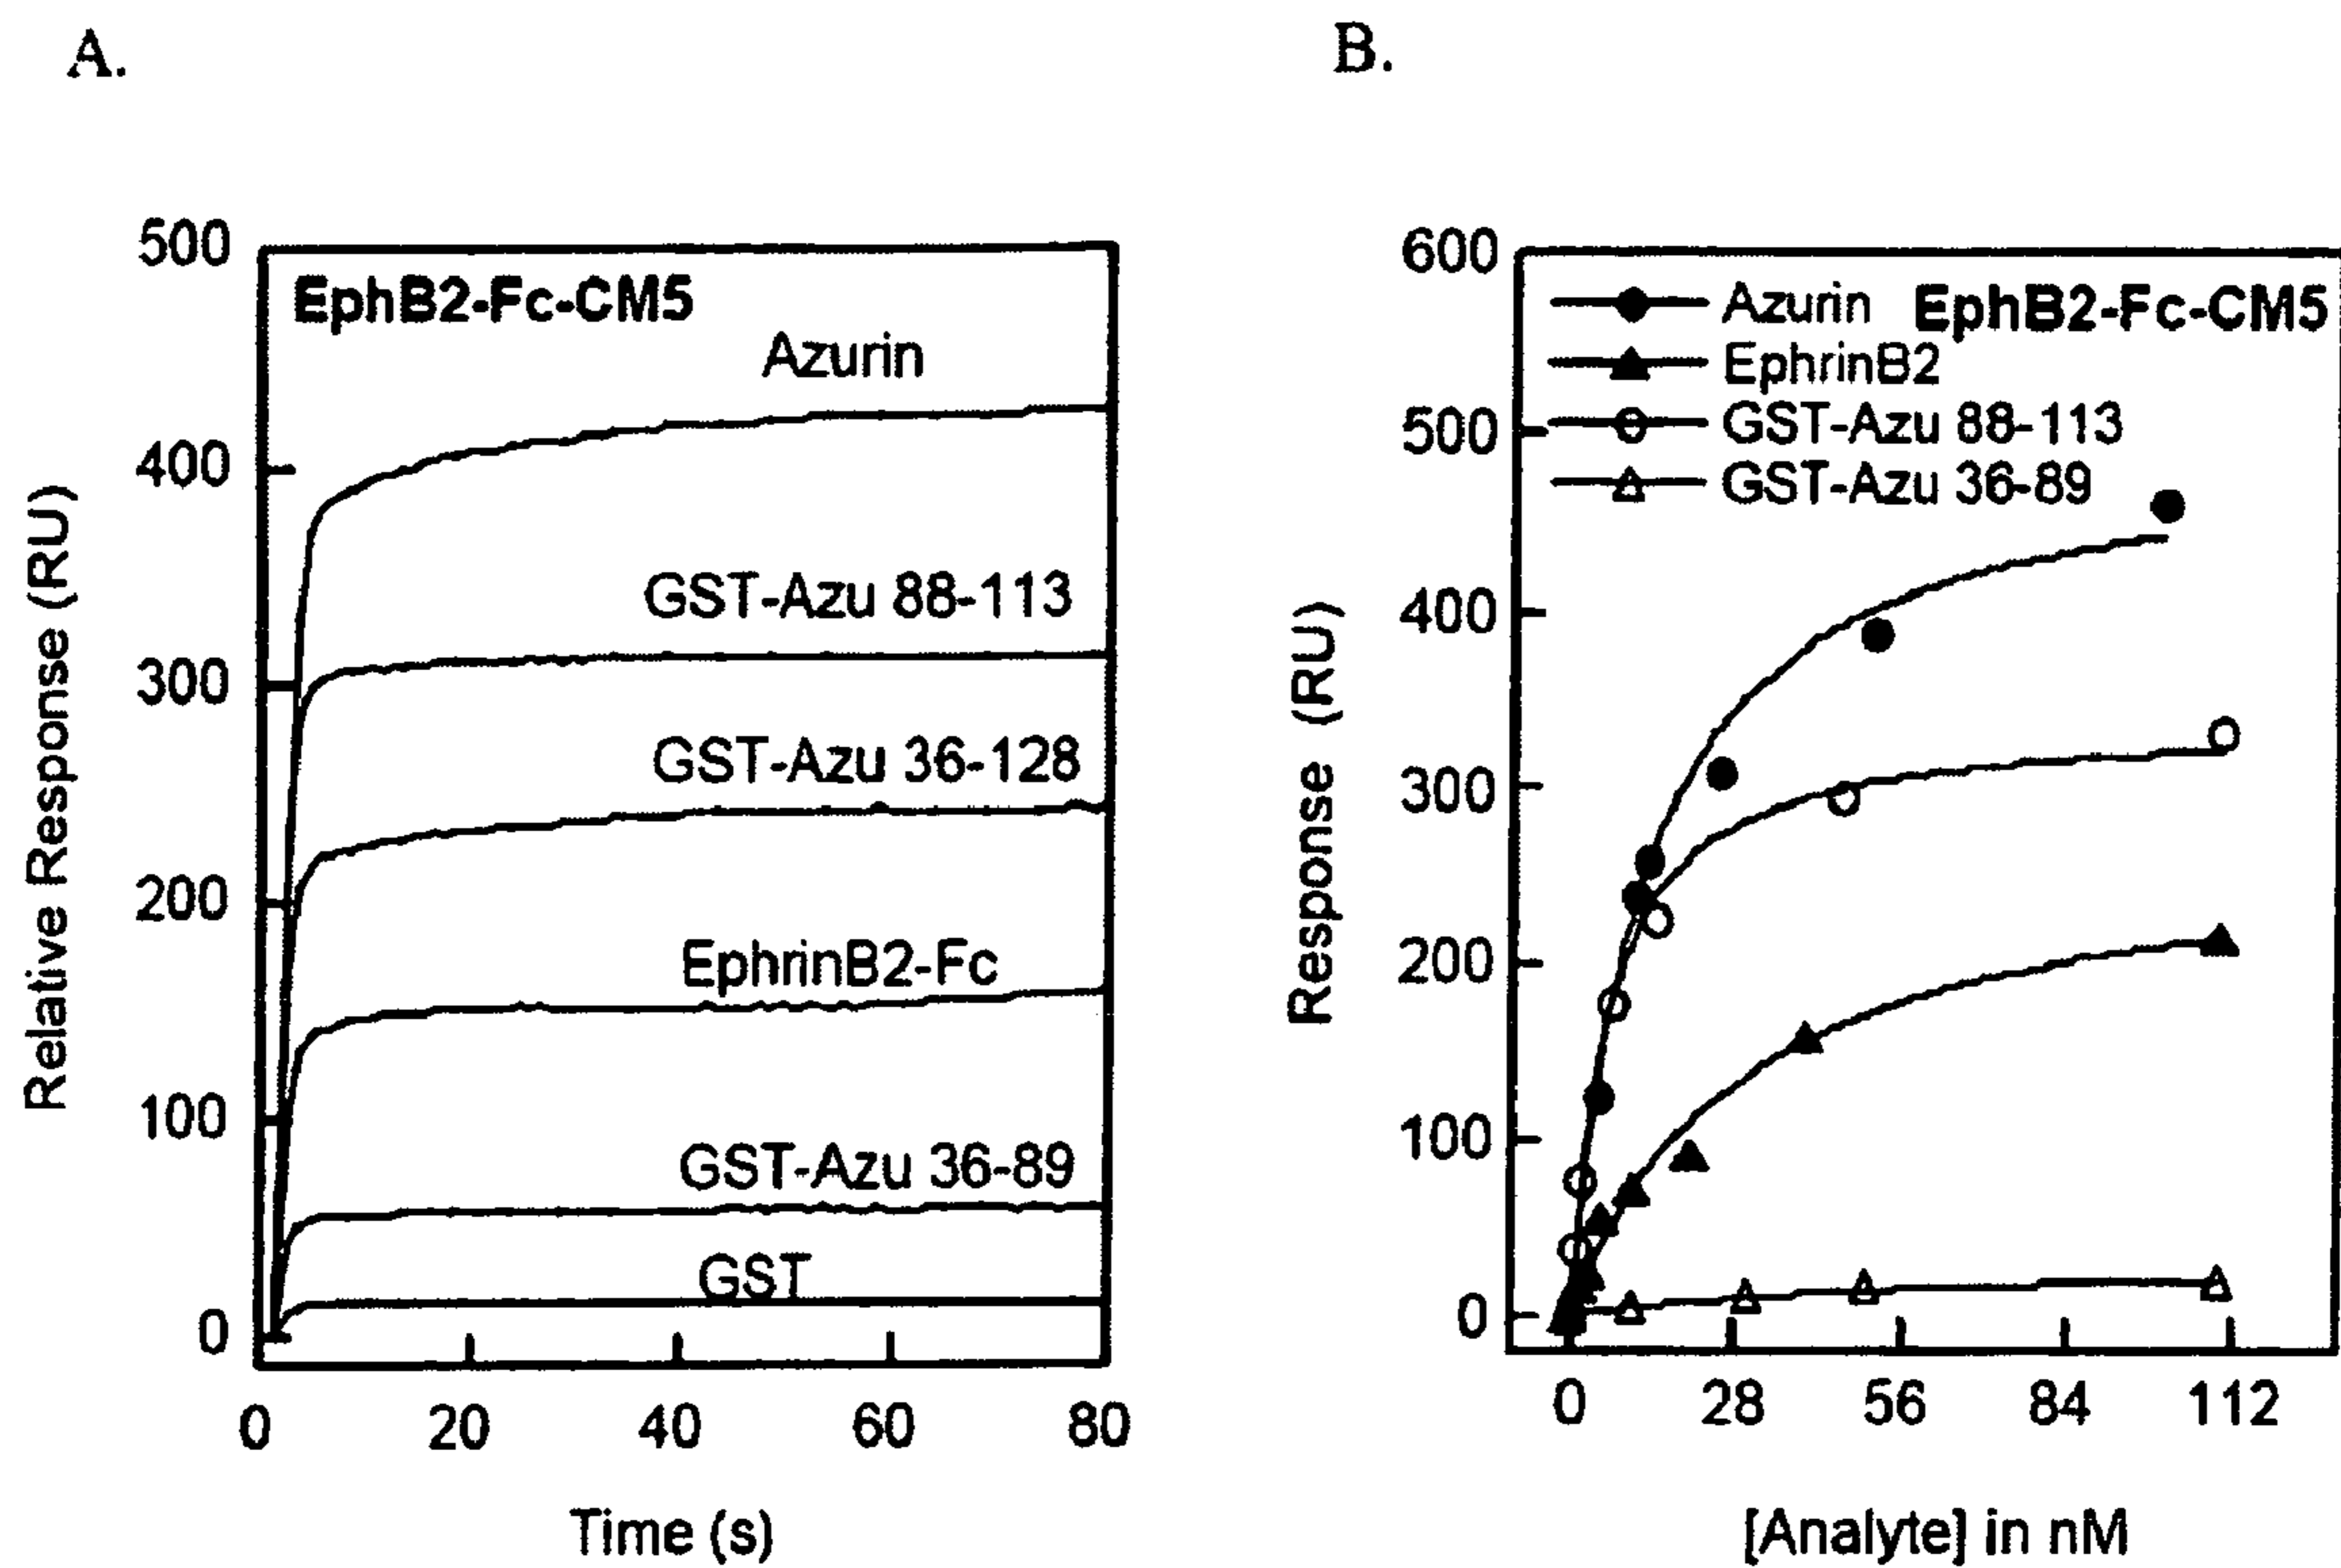 A.
500
400
300
200
100
0
Relative Response (RU)
EphB2-Fc-CM5
Azurin
GST-Azu 88-113
GST-Azu 36-128
EphrinB2-Fc
GST-Azu 36-89
GST
0 20 40 60 80
Time (s)
B.
600
500
400
300
200
100
0
Response (RU)
Azurin EphB2-Fc-CM5
EphrinB2
GST-Azu 88-113
GST-Azu 36-89
0 28 56 84 112
[Analyte] in nM